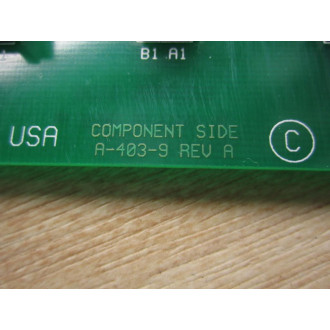 B1 A1
USA
COMPONENT SIDE
A-403-9 REV A
C